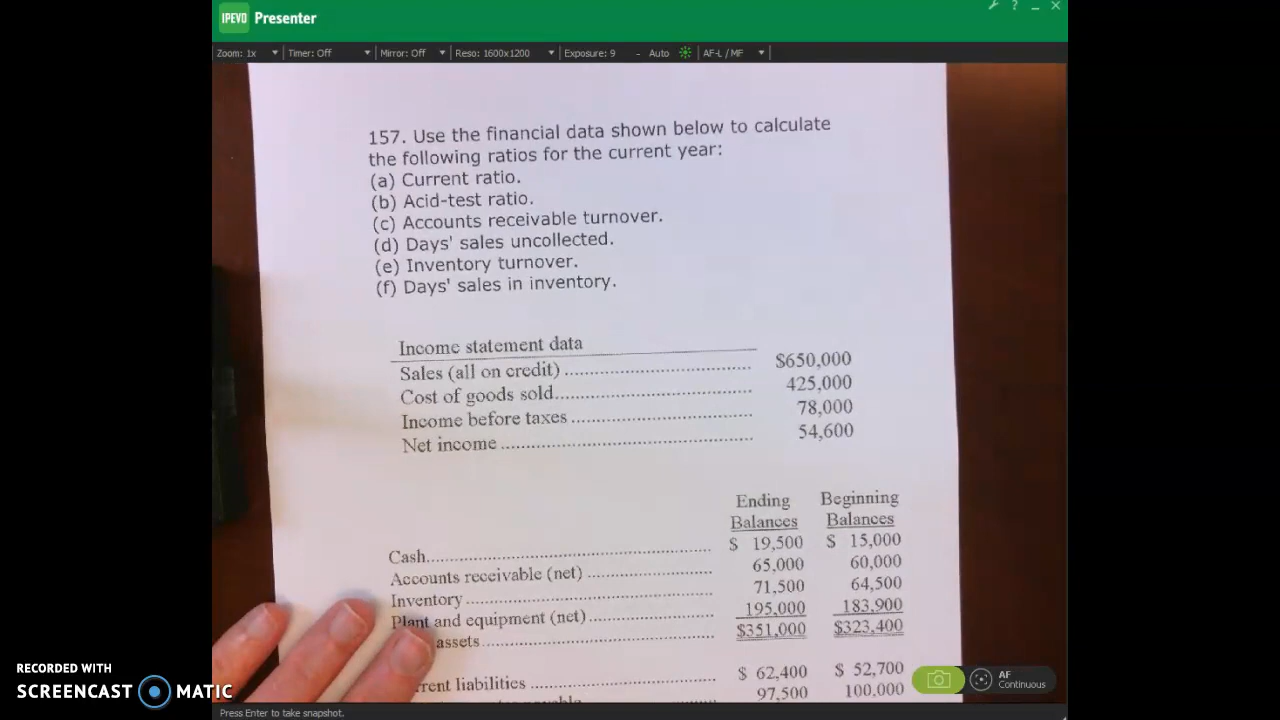 IPEVO Presenter
Zoom: 1x Timer: Off Mirror: Off Reso: 1600x1200 Exposure: 9 - Auto AF-L / MF
157. Use the financial data shown below to calculate
the following ratios for the current year:
(a) Current ratio.
(b) Acid-test ratio.
(c) Accounts receivable turnover.
(d) Days' sales uncollected.
(e) Inventory turnover.
(f) Days' sales in inventory.
Income statement data
Sales (all on credit) $650,000
Cost of goods sold 425,000
Income before taxes 78,000
Net income 54,600
Ending Beginning
Balances Balances
Cash $ 19,500 $ 15,000
Accounts receivable (net) 65,000 60,000
Inventory 71,500 64,500
Plant and equipment (net) 195,000 183,900
assets $351,000 $323,400
rent liabilities $ 62,400 $ 52,700
97,500 100,000
AF
Continuous
RECORDED WITH
SCREENCAST MATIC
Press Enter to take snapshot.